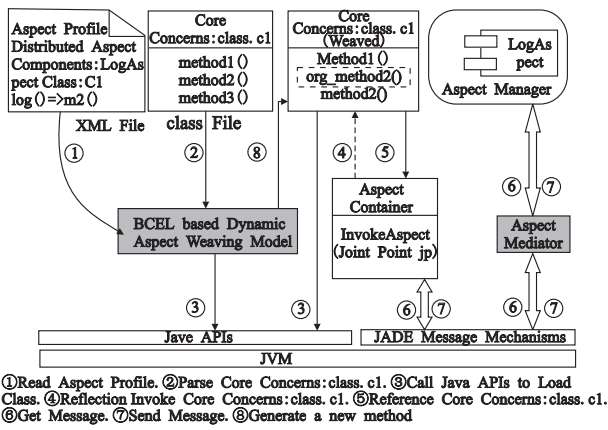 Aspect Profile
Distributed Aspect
Components:LogAs
pect Class:C1
log()=>m2()
XML File
Core
Concerns:class.c1
method1()
method2()
method3()
class File
Core
Concerns:class.c1
(Weaved)
Method1()
org_method2()
method2()
LogAs
pect
Aspect Manager
①
②
⑧
④
⑤
⑥
⑦
BCEL based Dynamic
Aspect Weaving Model
Aspect
Container
InvokeAspect
(Joint Point jp)
Aspect
Mediator
③
③
⑥
⑦
⑥
⑦
Jave APIs
JADE Message Mechanisms
JVM
①Read Aspect Profile. ②Parse Core Concerns:class.c1. ③Call Java APIs to Load
Class. ④Reflection Invoke Core Concerns:class.c1. ⑤Reference Core Concerns:class.c1.
⑥Get Message. ⑦Send Message. ⑧Generate a new method